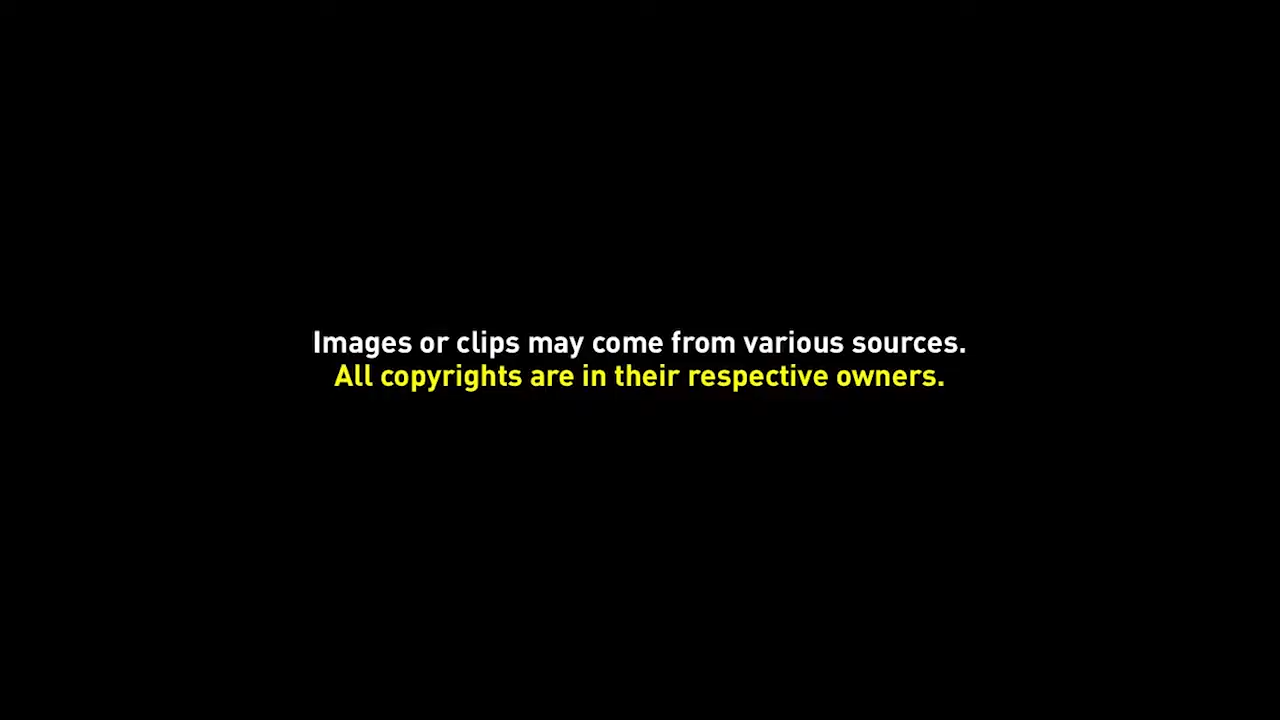 Images or clips may come from various sources.
All copyrights are in their respective owners.